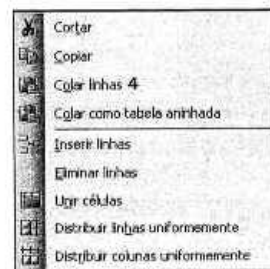 Cortar
Copiar
Colar linhas 4
Colar como tabela aninhada
Inserir linhas
Eliminar linhas
Unir células
Distribuir linhas uniformemente
Distribuir colunas uniformemente